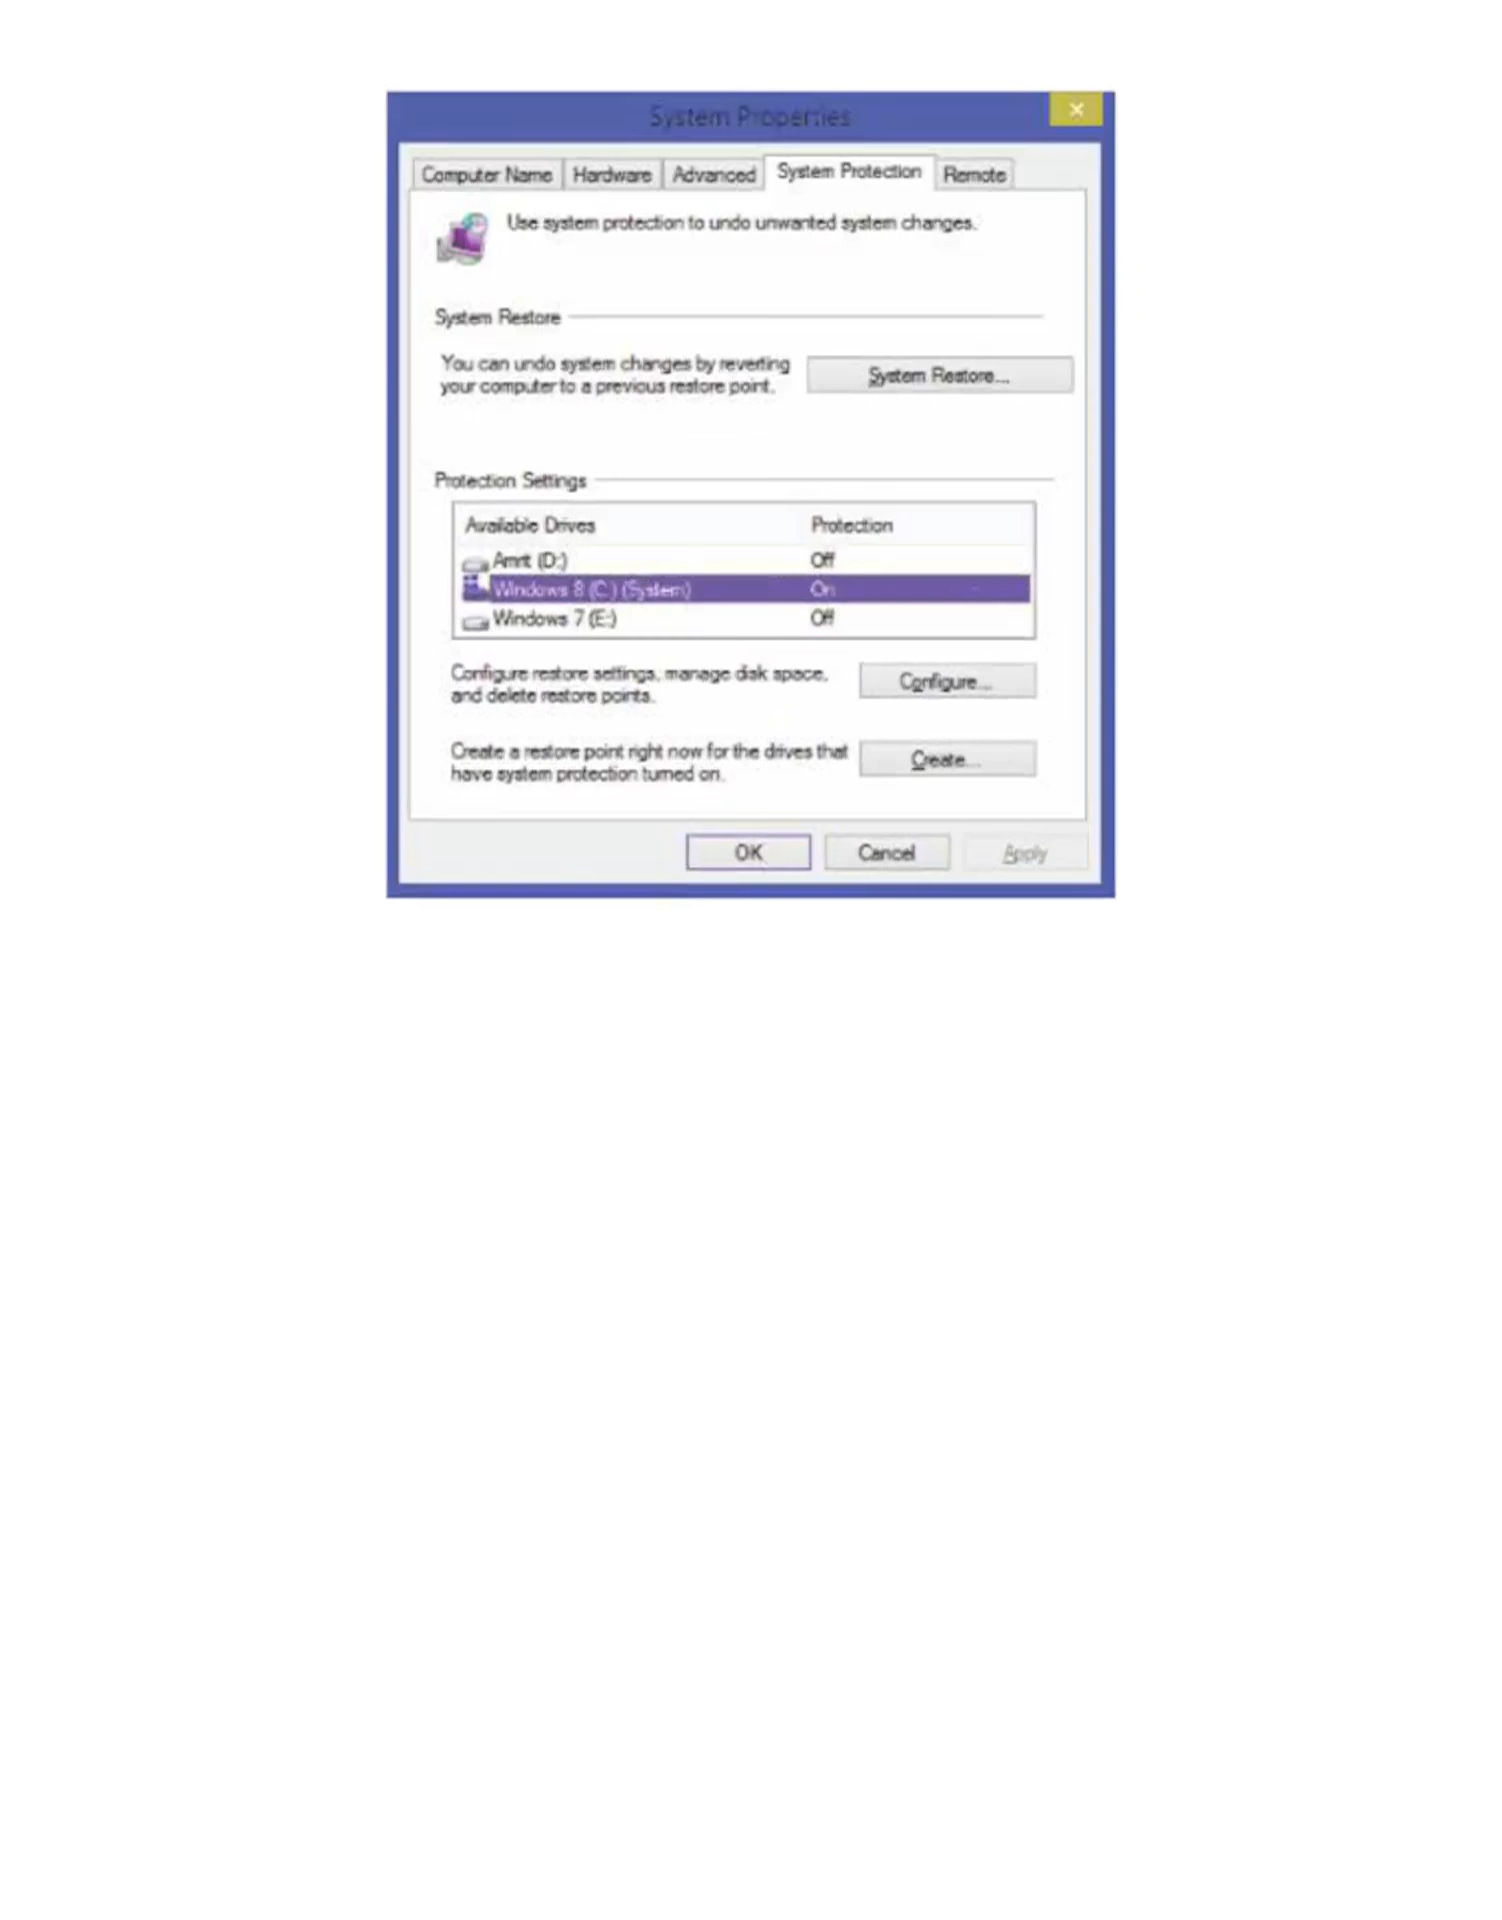 System Properties
Computer Name Hardware Advanced System Protection Remote
Use system protection to undo unwanted system changes.
System Restore
You can undo system changes by reverting
your computer to a previous restore point.
System Restore...
Protection Settings
Available Drives Protection
Amrit (D:) Off
Windows 8 (C:) (System) On
Windows 7 (E:) Off
Configure restore settings, manage disk space,
and delete restore points.
Configure...
Create a restore point right now for the drives that
have system protection turned on.
Create...
OK Cancel Apply